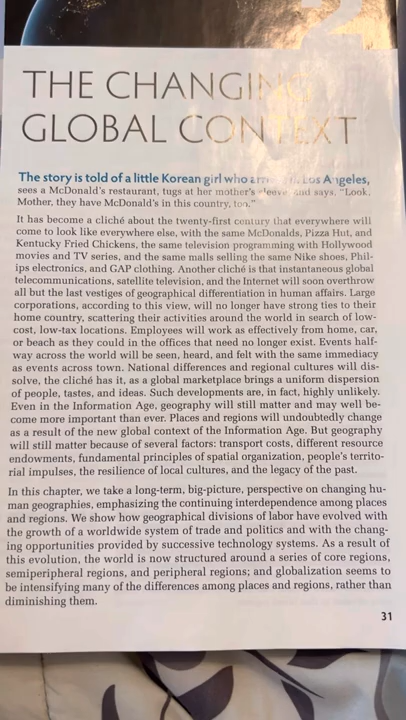 2
THE CHANGING
GLOBAL CONTEXT
The story is told of a little Korean girl who arrives in Los Angeles,
sees a McDonald's restaurant, tugs at her mother's sleeve, and says, "Look,
Mother, they have McDonald's in this country, too."
It has become a cliché about the twenty-first century that everywhere will
come to look like everywhere else, with the same McDonalds, Pizza Hut, and
Kentucky Fried Chickens, the same television programming with Hollywood
movies and TV series, and the same malls selling the same Nike shoes, Phil-
ips electronics, and GAP clothing. Another cliché is that instantaneous global
telecommunications, satellite television, and the Internet will soon overthrow
all but the last vestiges of geographical differentiation in human affairs. Large
corporations, according to this view, will no longer have strong ties to their
home country, scattering their activities around the world in search of low-
cost, low-tax locations. Employees will work as effectively from home, car,
or beach as they could in the offices that need no longer exist. Events half-
way across the world will be seen, heard, and felt with the same immediacy
as events across town. National differences and regional cultures will dis-
solve, the cliché has it, as a global marketplace brings a uniform dispersion
of people, tastes, and ideas. Such developments are, in fact, highly unlikely.
Even in the Information Age, geography will still matter and may well be-
come more important than ever. Places and regions will undoubtedly change
as a result of the new global context of the Information Age. But geography
will still matter because of several factors: transport costs, different resource
endowments, fundamental principles of spatial organization, people's territo-
rial impulses, the resilience of local cultures, and the legacy of the past.
In this chapter, we take a long-term, big-picture, perspective on changing hu-
man geographies, emphasizing the continuing interdependence among places
and regions. We show how geographical divisions of labor have evolved with
the growth of a worldwide system of trade and politics and with the chang-
ing opportunities provided by successive technology systems. As a result of
this evolution, the world is now structured around a series of core regions,
semiperipheral regions, and peripheral regions; and globalization seems to
be intensifying many of the differences among places and regions, rather than
diminishing them.
31